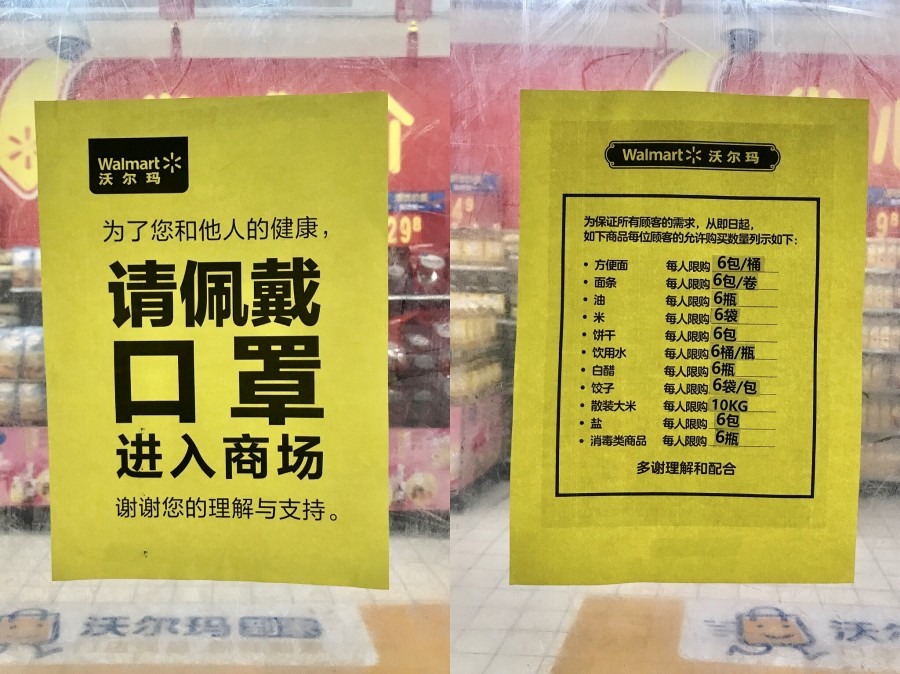 Walmart
沃尔玛
为了您和他人的健康，
请佩戴
口罩
进入商场
谢谢您的理解与支持。
沃尔玛
Walmart 沃尔玛
为保证所有顾客的需求，从即日起，
如下商品每位顾客的允许购买数量列示如下：
• 方便面 每人限购 6包/桶
• 面条 每人限购 6包/卷
• 油 每人限购 6瓶
• 米 每人限购 6袋
• 饼干 每人限购 6包
• 饮用水 每人限购 6桶/瓶
• 白醋 每人限购 6瓶
• 饺子 每人限购 6袋/包
• 散装大米 每人限购 10KG
• 盐 每人限购 6包
• 消毒类商品 每人限购 6瓶
多谢理解和配合
沃尔